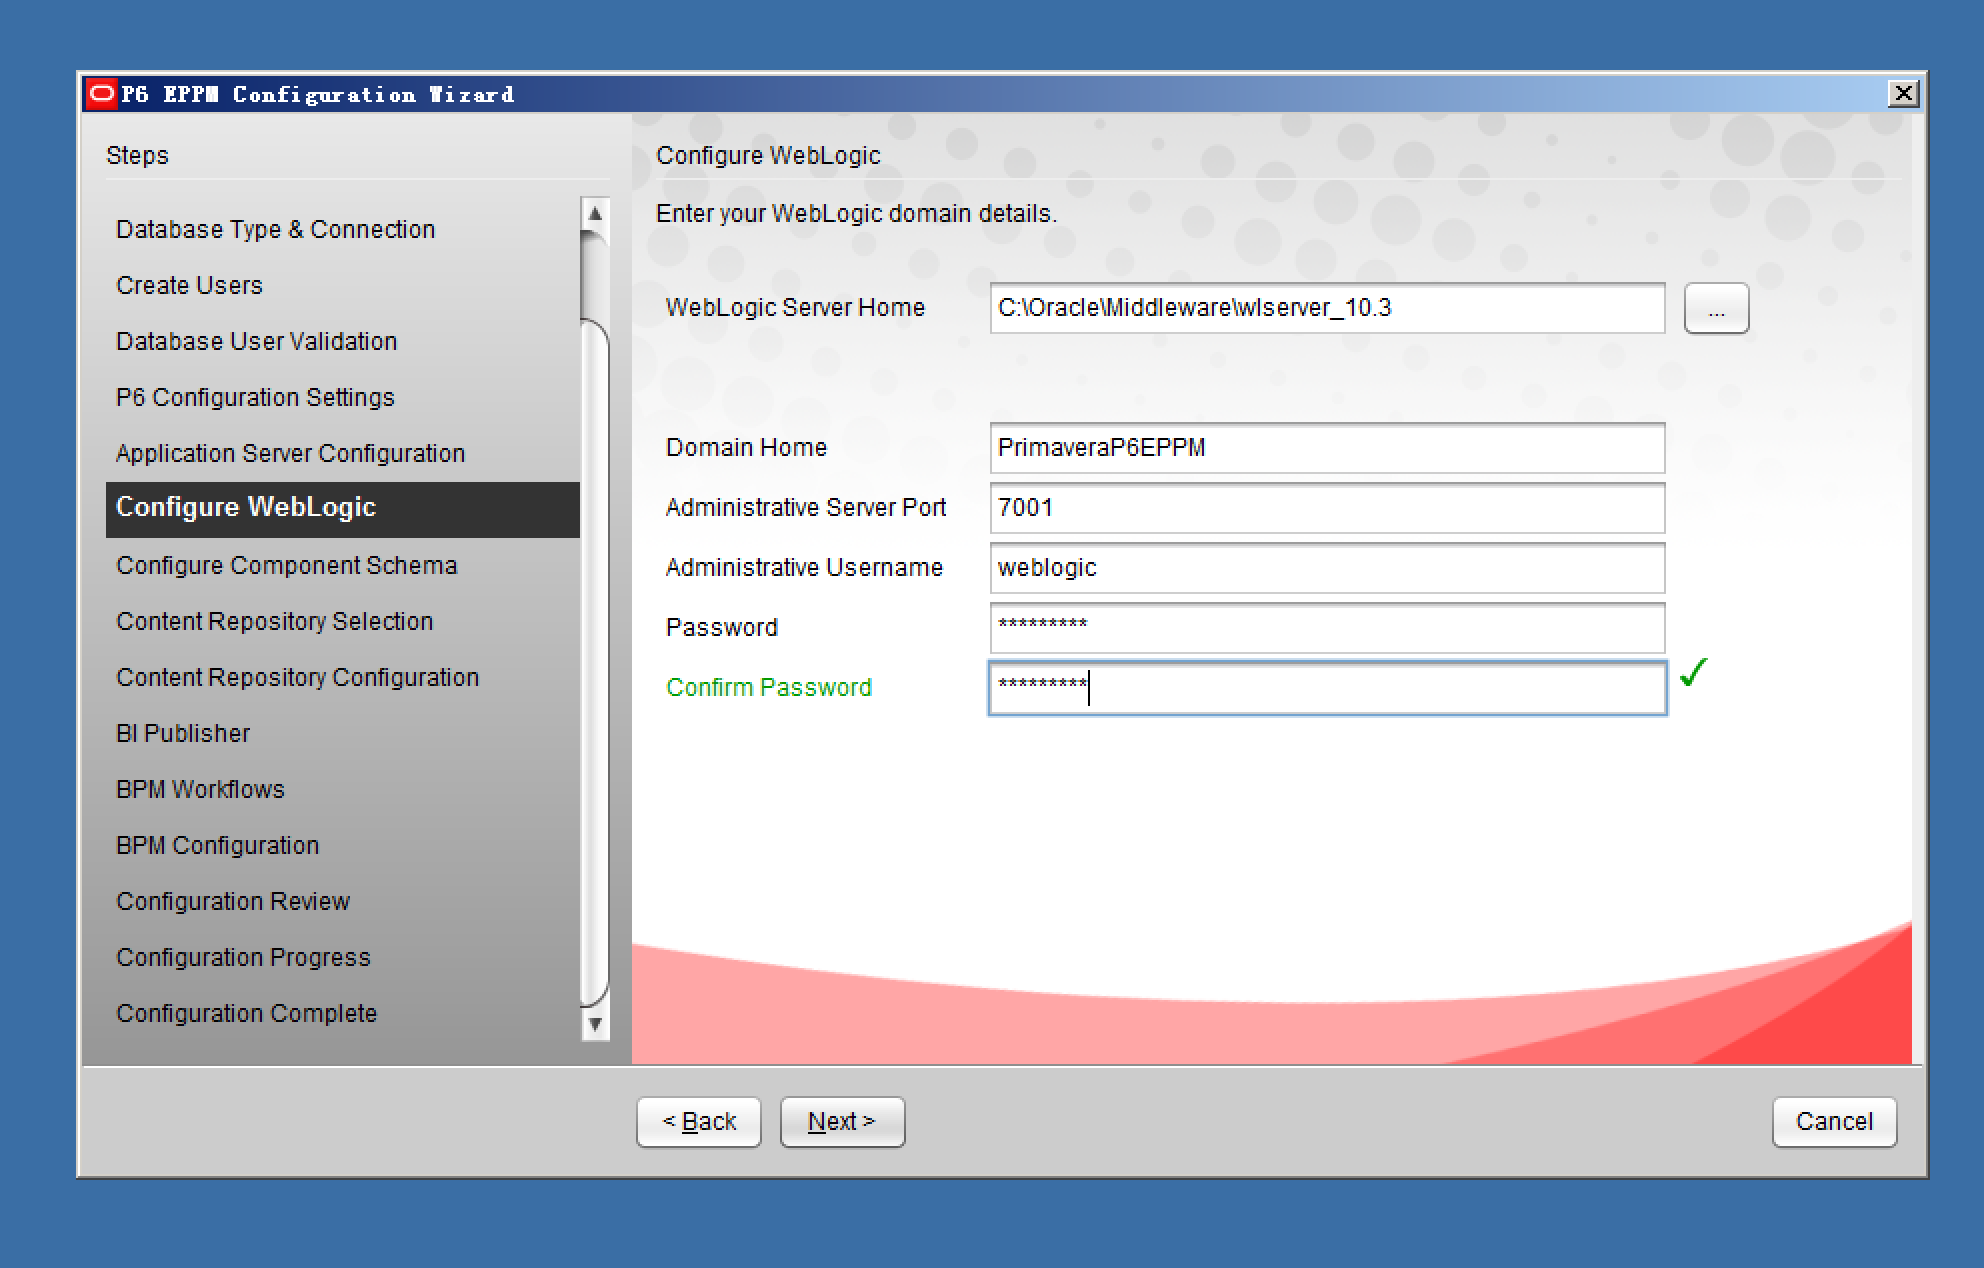 P6 EPPM Configuration Wizard
Steps
Database Type & Connection
Create Users
Database User Validation
P6 Configuration Settings
Application Server Configuration
Configure WebLogic
Configure Component Schema
Content Repository Selection
Content Repository Configuration
BI Publisher
BPM Workflows
BPM Configuration
Configuration Review
Configuration Progress
Configuration Complete
Configure WebLogic
Enter your WebLogic domain details.
WebLogic Server Home C:\Oracle\Middleware\wlserver_10.3 ...
Domain Home PrimaveraP6EPPM
Administrative Server Port 7001
Administrative Username weblogic
Password *********
Confirm Password *********
< Back Next > Cancel